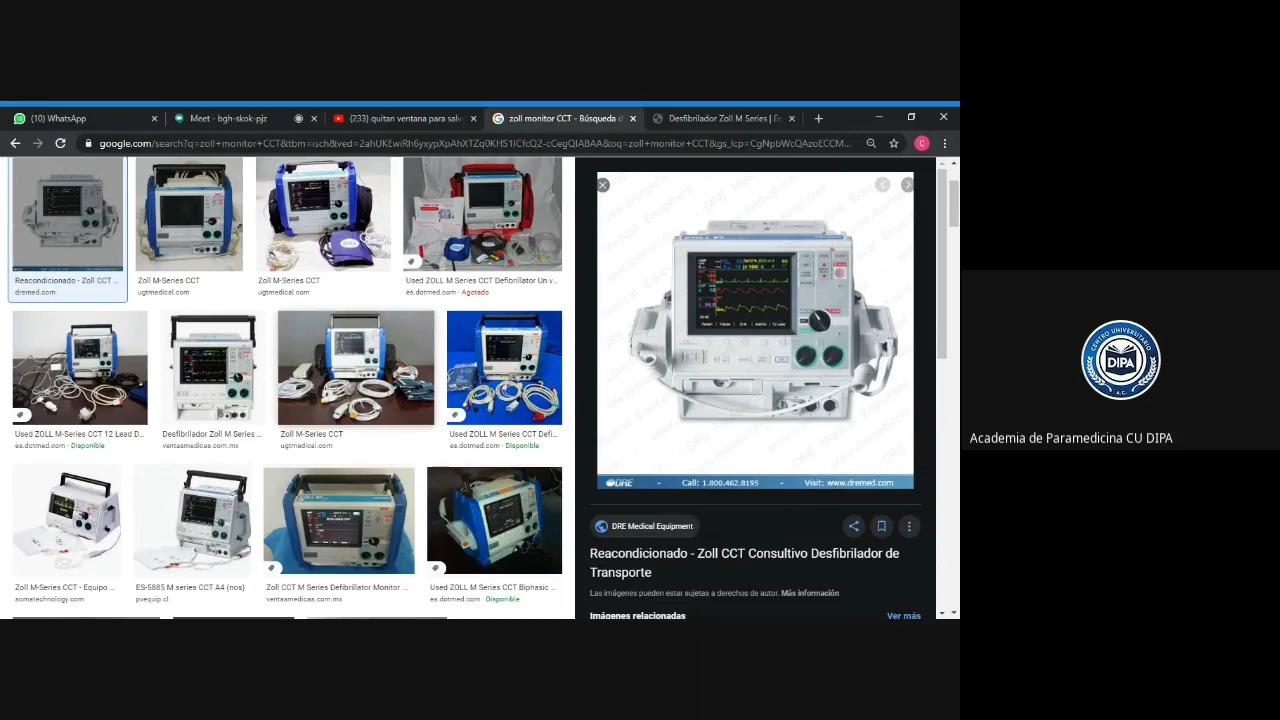 (10) WhatsApp
Meet - bgh-skok-pjz
(233) quitan ventana para salv
zoll monitor CCT - Búsqueda d
Desfibrilador Zoll M Series | Eq
google.com/search?q=zoll+monitor+CCT&tbm=isch&ved=2ahUKEwiRh6yxypXpAhXTZq0KHS1ICfcQ2-cCegQIABAA&oq=zoll+monitor+CCT&gs_lcp=CgNpbWcQAzoECCM...
C
Reacondicionado - Zoll CCT ...
dremed.com
Zoll M-Series CCT
ugtmedical.com
Zoll M-Series CCT
ugtmedical.com
Used ZOLL M Series CCT Defibrillator Un v...
es.dotmed.com - Agotado
Used ZOLL M-Series CCT 12 Lead D...
es.dotmed.com - Disponible
Desfibrilador Zoll M Series ...
ventasmedicas.com.mx
Zoll M-Series CCT
ugtmedical.com
Used ZOLL M Series CCT Defi...
es.dotmed.com - Disponible
Zoll M-Series CCT - Equipo ...
somatechnology.com
ES-5885 M series CCT A4 (nos)
pvequip.cl
Zoll CCT M Series Defibrillator Monitor ...
ventasmedicas.com.mx
Used ZOLL M Series CCT Biphasic ...
es.dotmed.com Disponible
DRE - Call: 1.800.462.8195 - Visit: www.dremed.com
DRE Medical Equipment
Reacondicionado - Zoll CCT Consultivo Desfibrilador de
Transporte
Las imágenes pueden estar sujetas a derechos de autor. Más información
Imágenes relacionadas
Ver más
CENTRO UNIVERSITARIO
DIPA
A.C.
Academia de Paramedicina CU DIPA